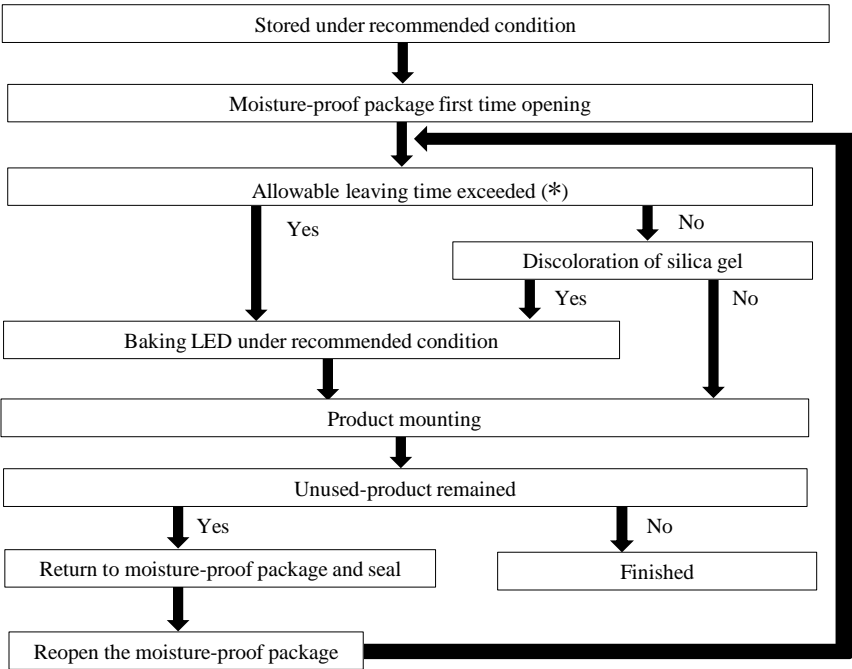 Stored under recommended condition
Moisture-proof package first time opening
Allowable leaving time exceeded (*)
Yes
No
Discoloration of silica gel
Yes
No
Baking LED under recommended condition
Product mounting
Unused-product remained
Yes
No
Return to moisture-proof package and seal
Finished
Reopen the moisture-proof package